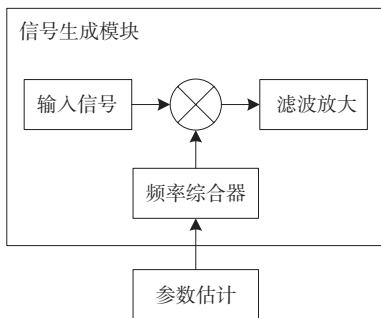 信号生成模块
输入信号
滤波放大
频率综合器
参数估计